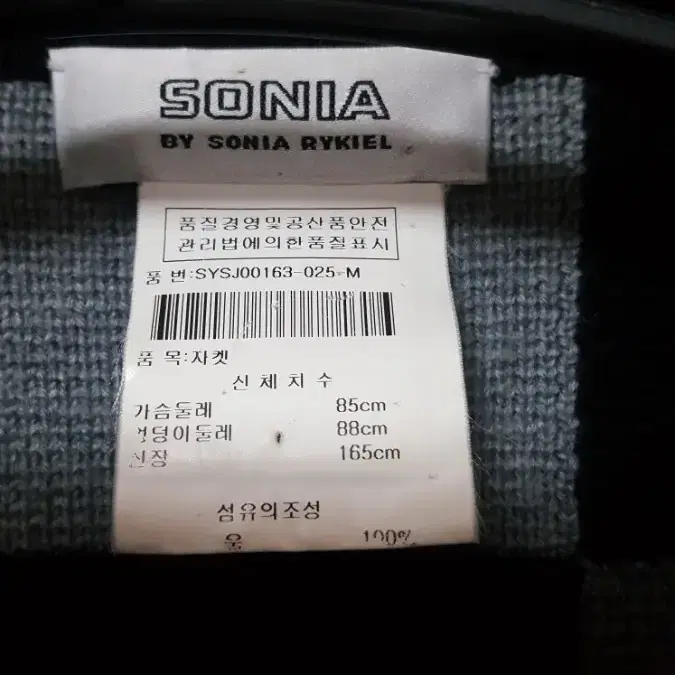 SONIA
BY SONIA RYKIEL
품질경영및공산품안전
관리법에의한품질표시
품 번:SYSJ00163-025-M
품 목:자켓
신체치수
가슴둘레 85cm
엉덩이둘레 88cm
신장 165cm
섬유의조성
울 100%